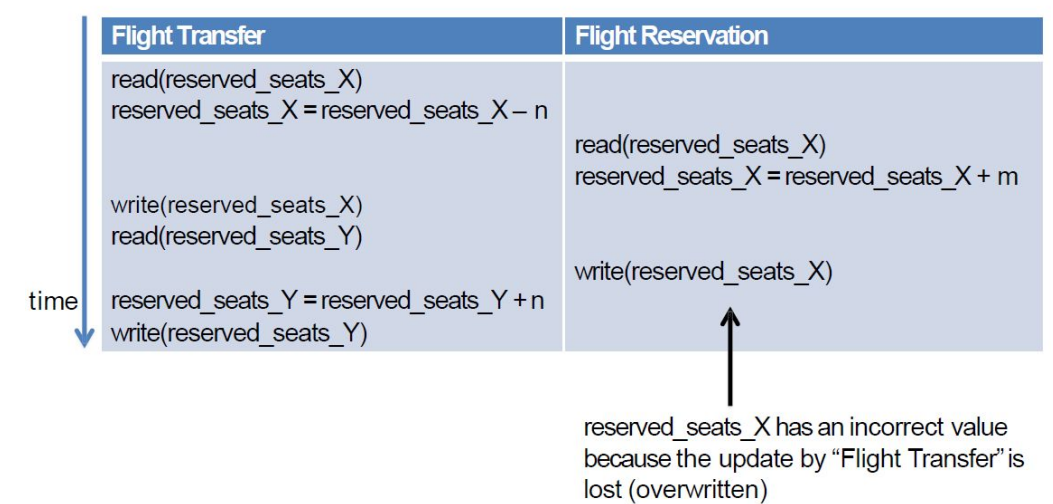 Flight Transfer
Flight Reservation
read(reserved_seats_X)
reserved_seats_X = reserved_seats_X – n
read(reserved_seats_X)
reserved_seats_X = reserved_seats_X + m
write(reserved_seats_X)
read(reserved_seats_Y)
write(reserved_seats_X)
time
reserved_seats_Y = reserved_seats_Y + n
write(reserved_seats_Y)
reserved_seats_X has an incorrect value
because the update by “Flight Transfer” is
lost (overwritten)